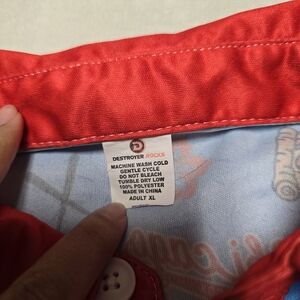 DESTROYER ROCKS
MACHINE WASH COLD
GENTLE CYCLE
DO NOT BLEACH
TUMBLE DRY LOW
100% POLYESTER
MADE IN CHINA
ADULT XL